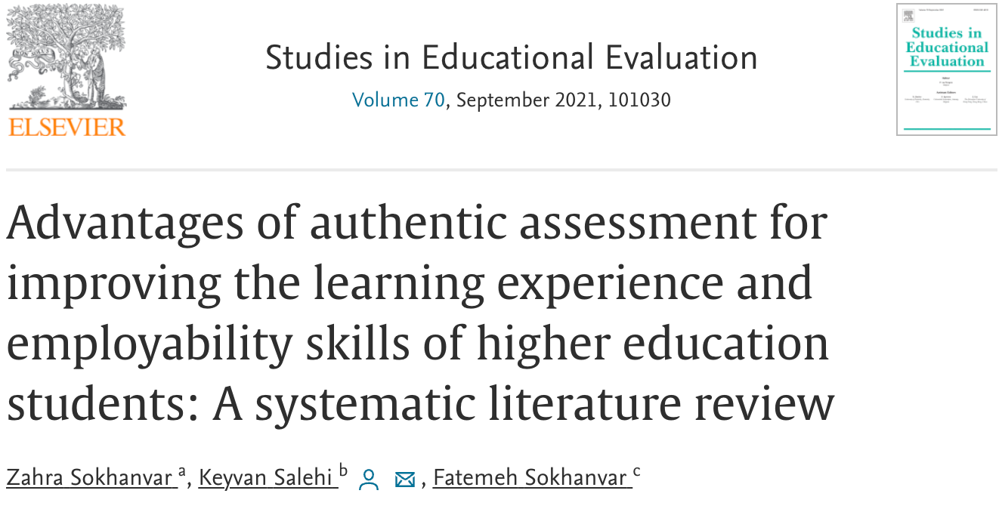 ELSEVIER
Studies in Educational Evaluation
Volume 70, September 2021, 101030
Studies in
Educational
Evaluation
Advantages of authentic assessment for
improving the learning experience and
employability skills of higher education
students: A systematic literature review
Zahra Sokhanvar a, Keyvan Salehi b, Fatemeh Sokhanvar c